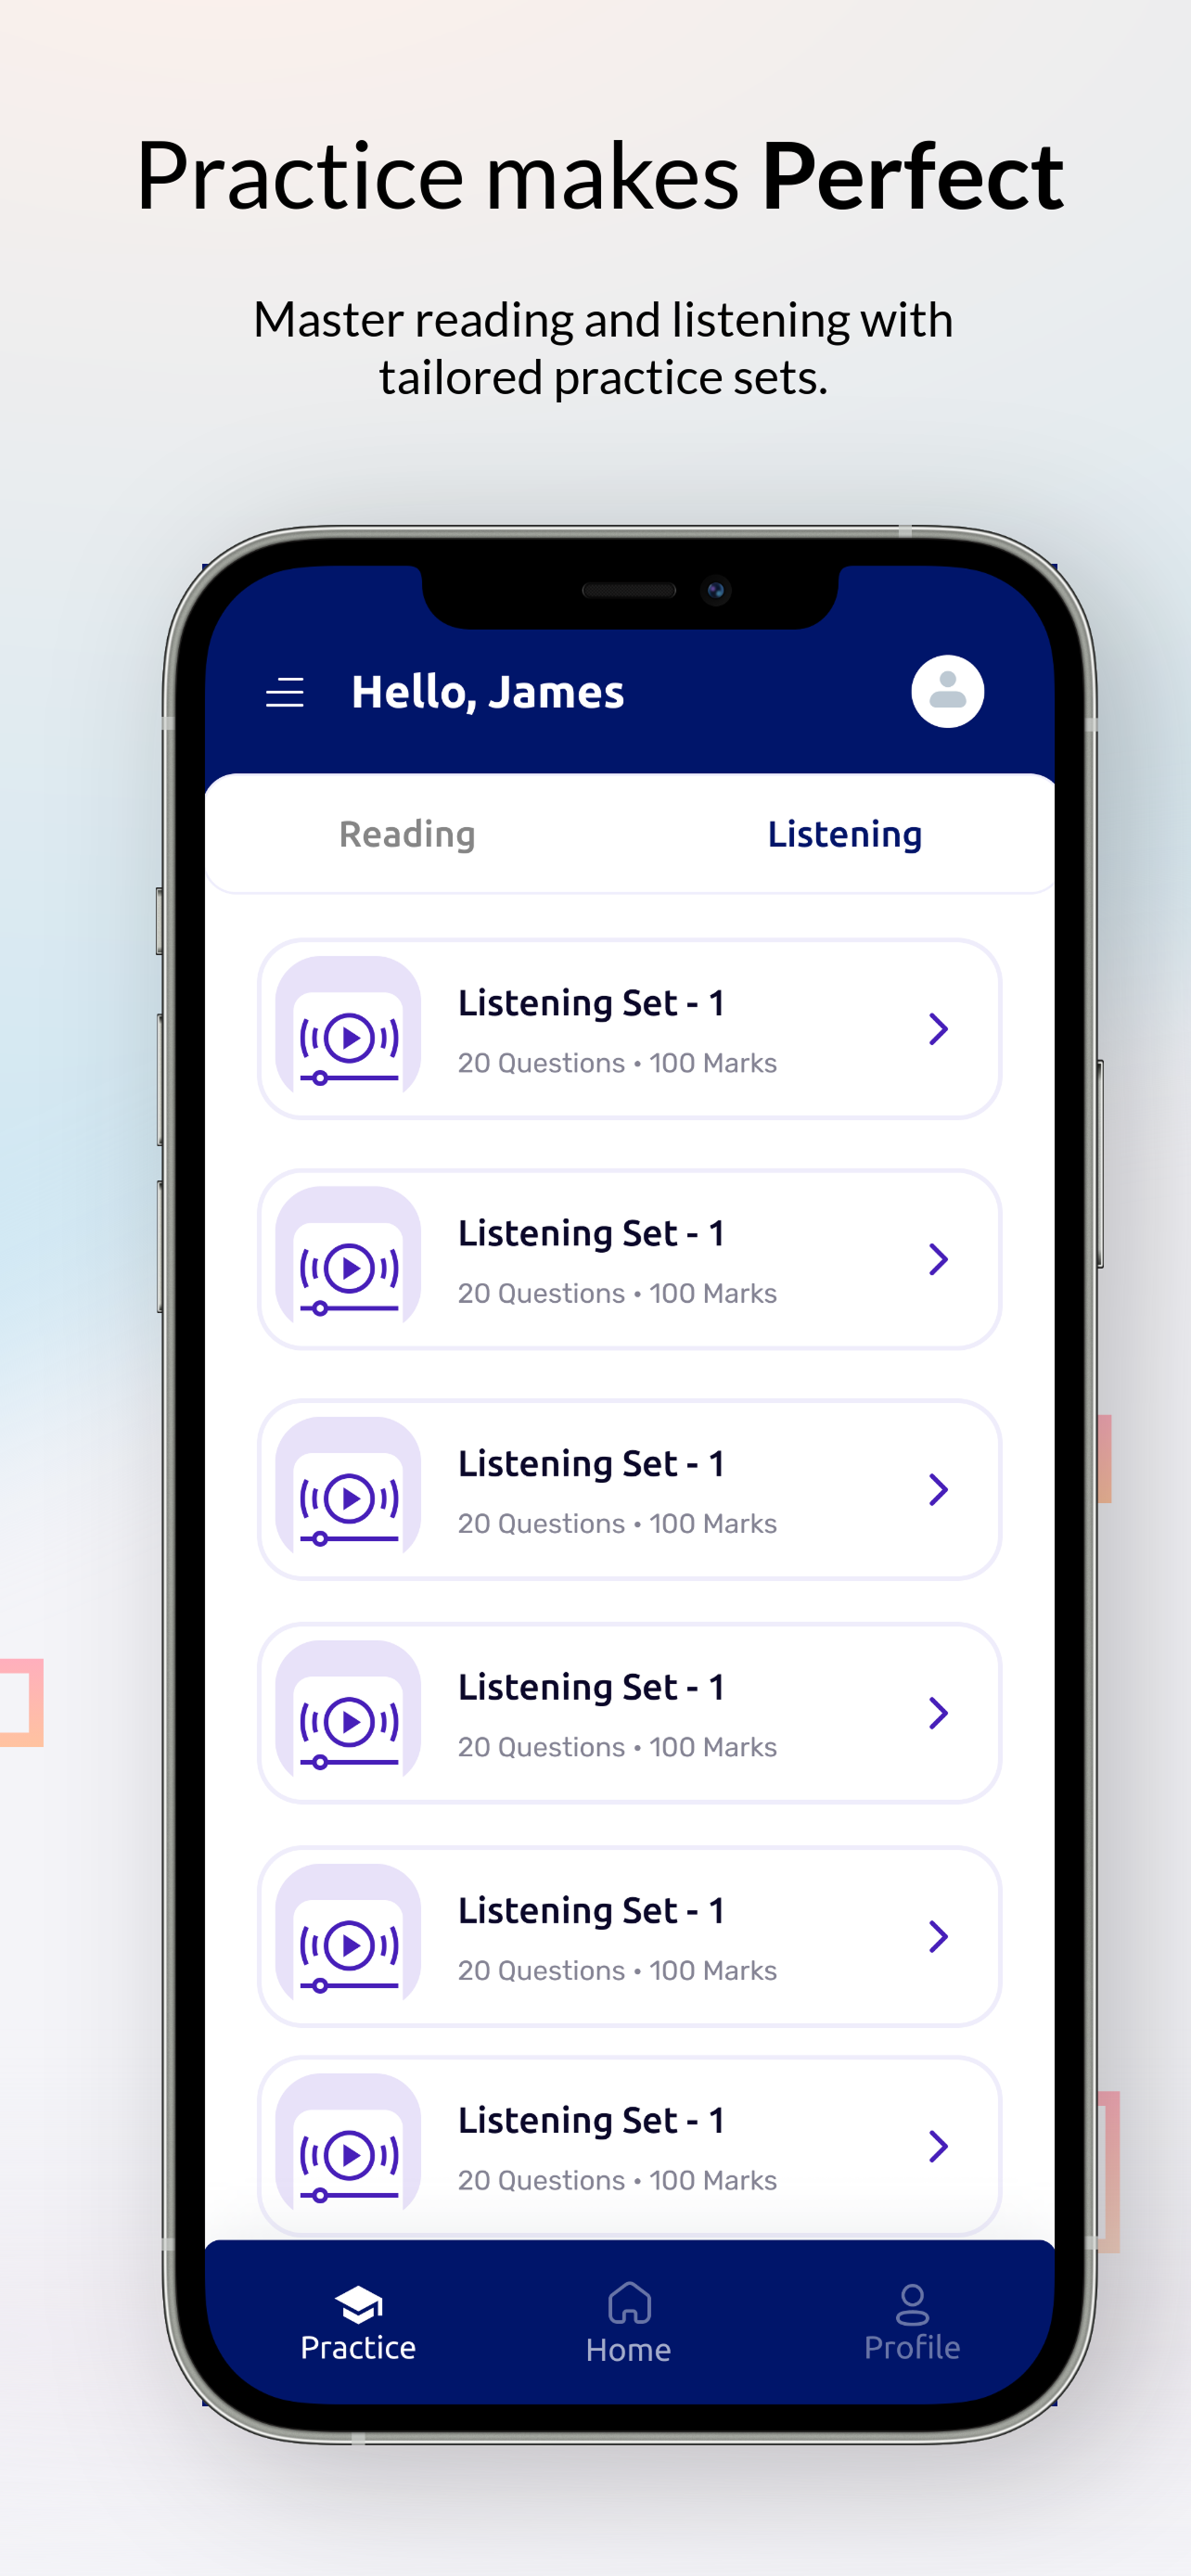 Practice makes Perfect
Master reading and listening with
tailored practice sets.
Hello, James
Reading Listening
Listening Set - 1
20 Questions • 100 Marks
Listening Set - 1
20 Questions • 100 Marks
Listening Set - 1
20 Questions • 100 Marks
Listening Set - 1
20 Questions • 100 Marks
Listening Set - 1
20 Questions • 100 Marks
Listening Set - 1
20 Questions • 100 Marks
Practice Home Profile